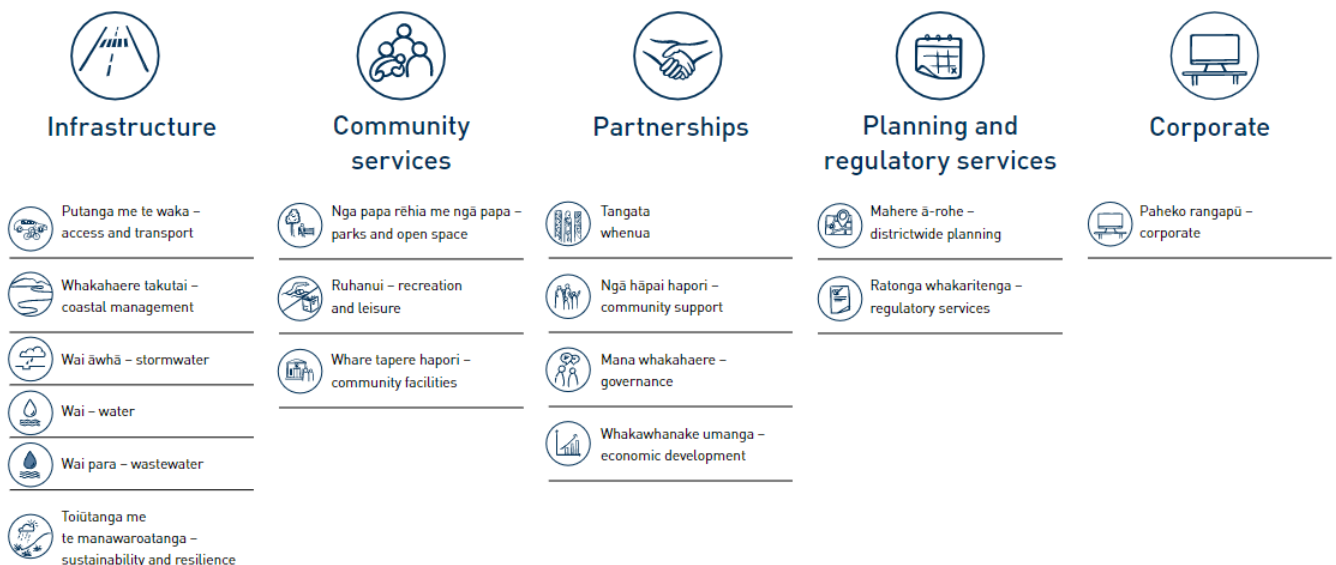 Infrastructure
Putanga me te waka –
access and transport
Whakahaere takutai –
coastal management
Wai āwhā – stormwater
Wai – water
Wai para – wastewater
Toiūtanga me
te manawaroatanga –
sustainability and resilience
Community
services
Nga papa rēhia me ngā papa –
parks and open space
Ruhanui – recreation
and leisure
Whare tapere hapori –
community facilities
Partnerships
Tangata
whenua
Ngā hāpai hapori –
community support
Mana whakahaere –
governance
Whakawhanake umanga –
economic development
Planning and
regulatory services
Mahere ā-rohe –
districtwide planning
Ratonga whakaritenga –
regulatory services
Corporate
Paheko rangapū –
corporate